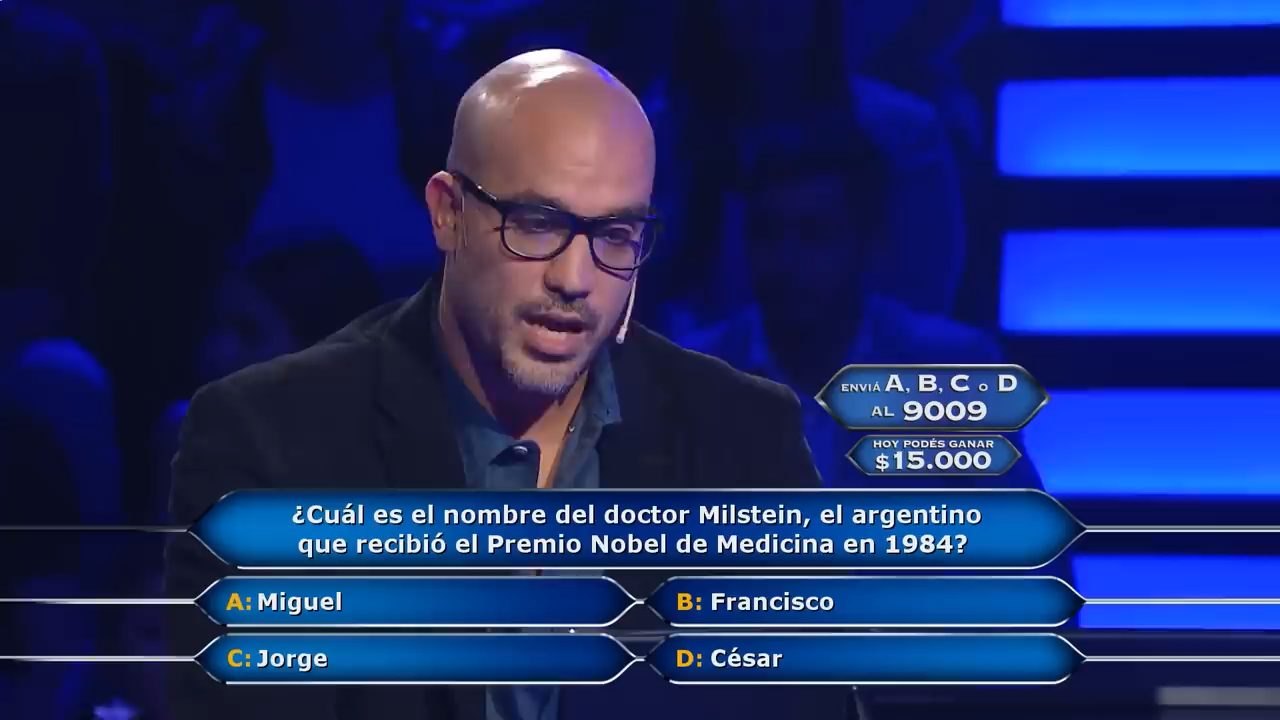 ENVIÁ A, B, C o D
AL 9009
HOY PODÉS GANAR
$15.000
¿Cuál es el nombre del doctor Milstein, el argentino
que recibió el Premio Nobel de Medicina en 1984?
A: Miguel
B: Francisco
C: Jorge
D: César